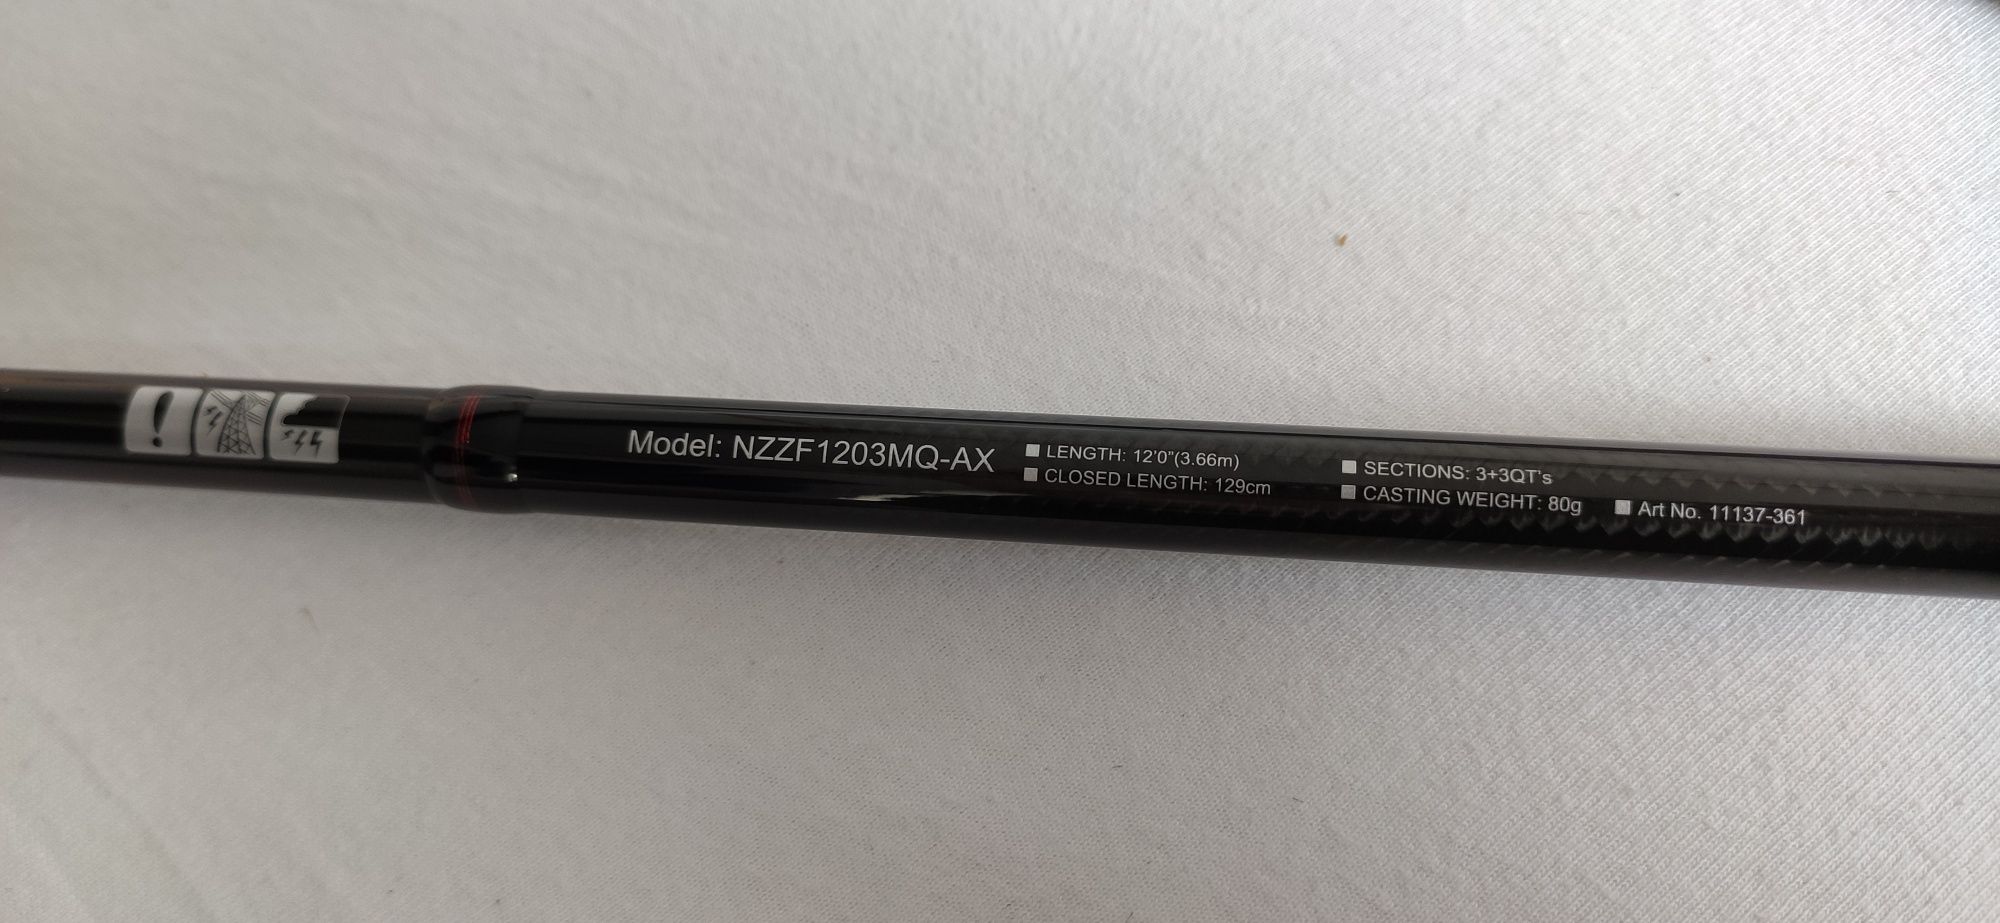 Model: NZZF1203MQ-AX
■ LENGTH: 12'0"(3.66m)
■ CLOSED LENGTH: 129cm
■ SECTIONS: 3+3QT's
■ CASTING WEIGHT: 80g
■ Art No. 11137-361